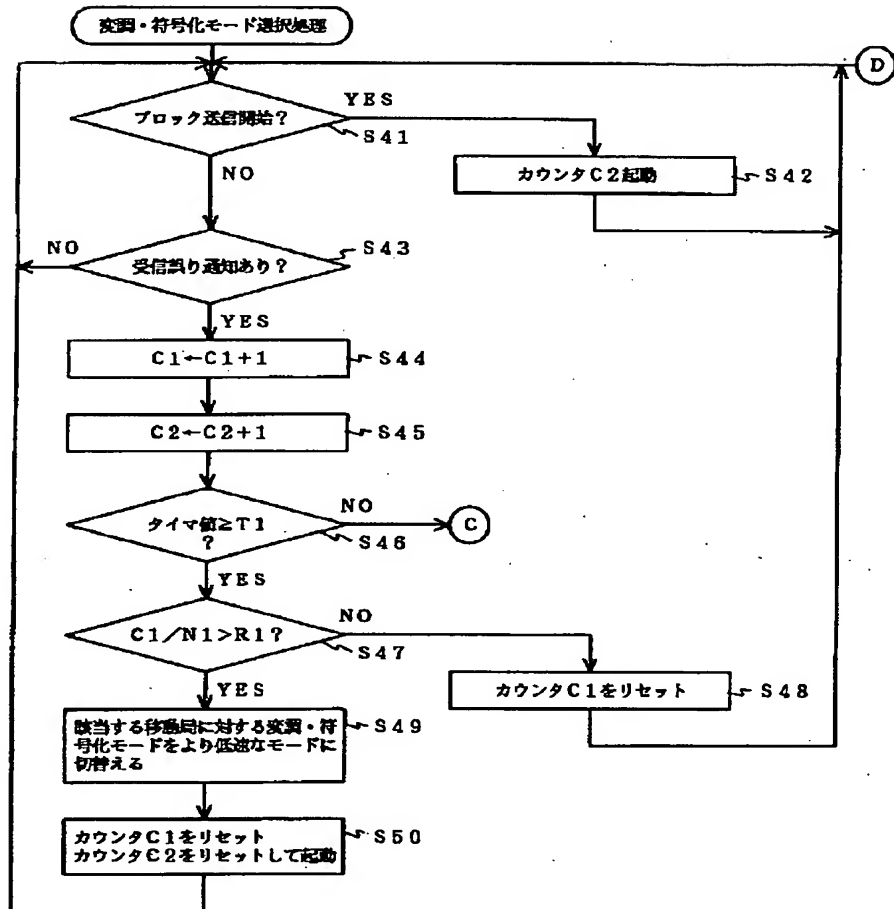 変調・符号化モード選択処理
D
ブロック送信開始?
YES
S41
NO
カウンタC2起動
S42
NO
受信誤り通知あり?
S43
YES
C1←C1+1
S44
C2←C2+1
S45
タイマ値≧T1
?
NO
C
S46
YES
C1/N1>R1?
NO
S47
YES
カウンタC1をリセット
S48
該当する移動局に対する変調・符
号化モードをより低速なモードに
切替える
S49
カウンタC1をリセット
カウンタC2をリセットして起動
S50